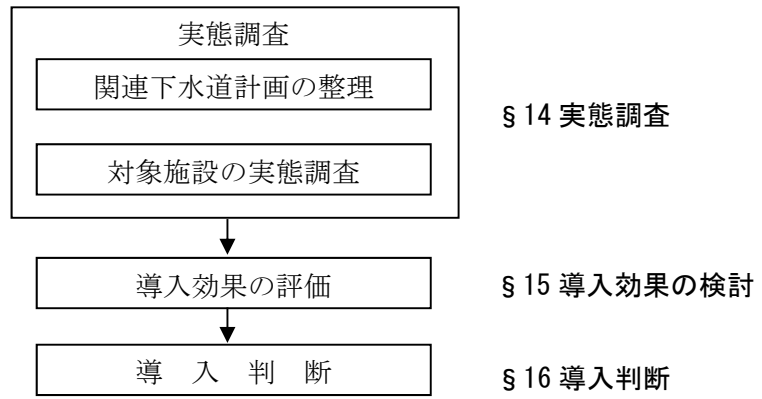 実態調査
関連下水道計画の整理
§14 実態調査
対象施設の実態調査
導入効果の評価
§15 導入効果の検討
導 入 判 断
§16 導入判断